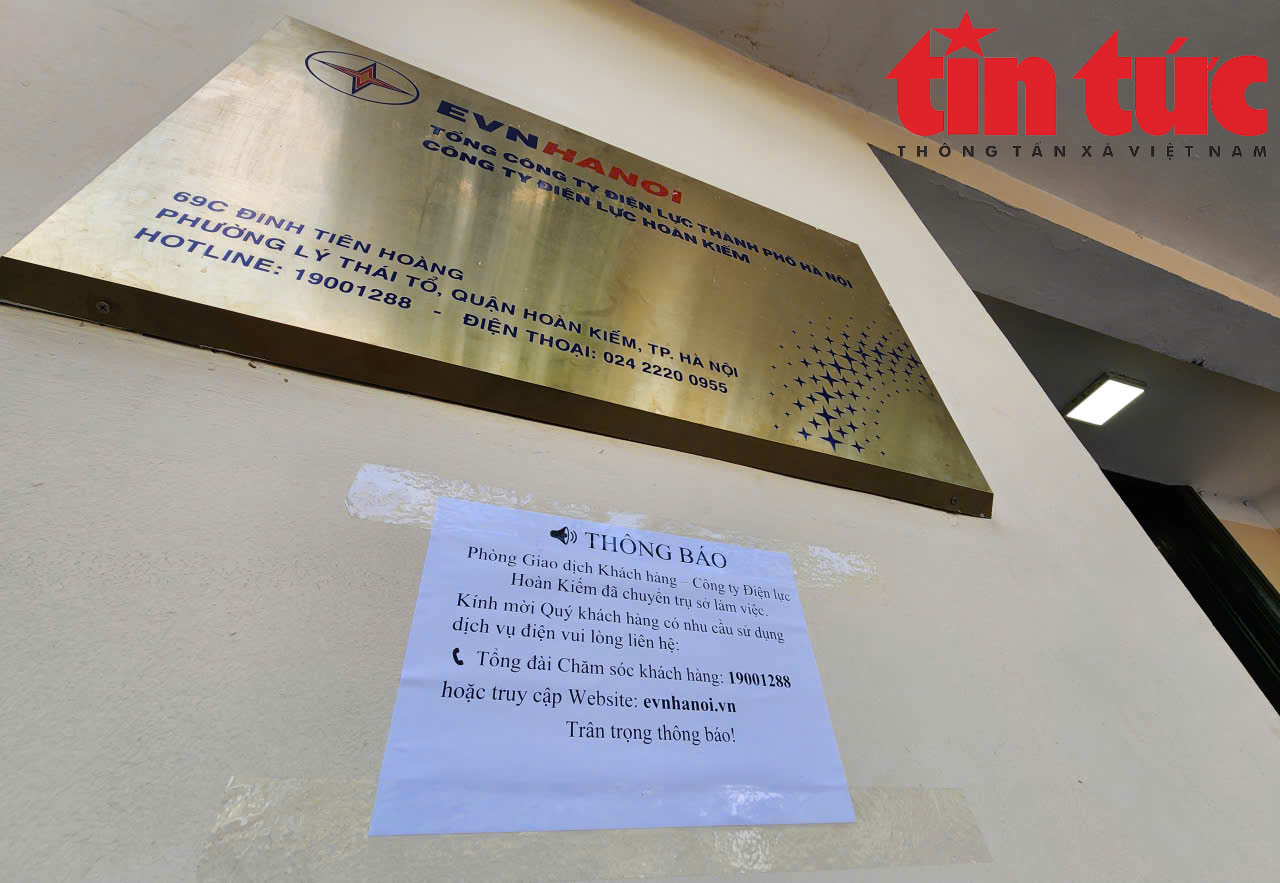 tin tức
THÔNG TẤN XÃ VIỆT NAM
EVNHANOI
TỔNG CÔNG TY ĐIỆN LỰC THÀNH PHỐ HÀ NỘI
CÔNG TY ĐIỆN LỰC HOÀN KIẾM
69C ĐINH TIÊN HOÀNG
PHƯỜNG LÝ THÁI TỔ, QUẬN HOÀN KIẾM, TP. HÀ NỘI
HOTLINE: 19001288 - ĐIỆN THOẠI: 024 2220 0955
THÔNG BÁO
Phòng Giao dịch Khách hàng – Công ty Điện lực
Hoàn Kiếm đã chuyển trụ sở làm việc.
Kính mời Quý khách hàng có nhu cầu sử dụng
dịch vụ điện vui lòng liên hệ:
Tổng đài Chăm sóc khách hàng: 19001288
hoặc truy cập Website: evnhanoi.vn
Trân trọng thông báo!